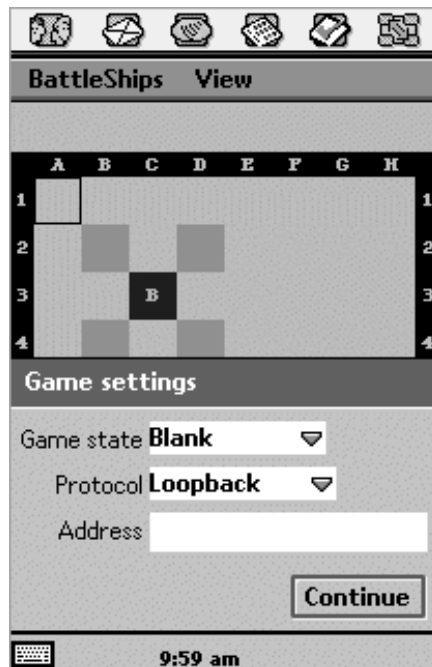 BattleShips View
A B C D E F G H
1 1
2 2
3 B 3
4 4
Game settings
Game state Blank
Protocol Loopback
Address
Continue
9:59 am